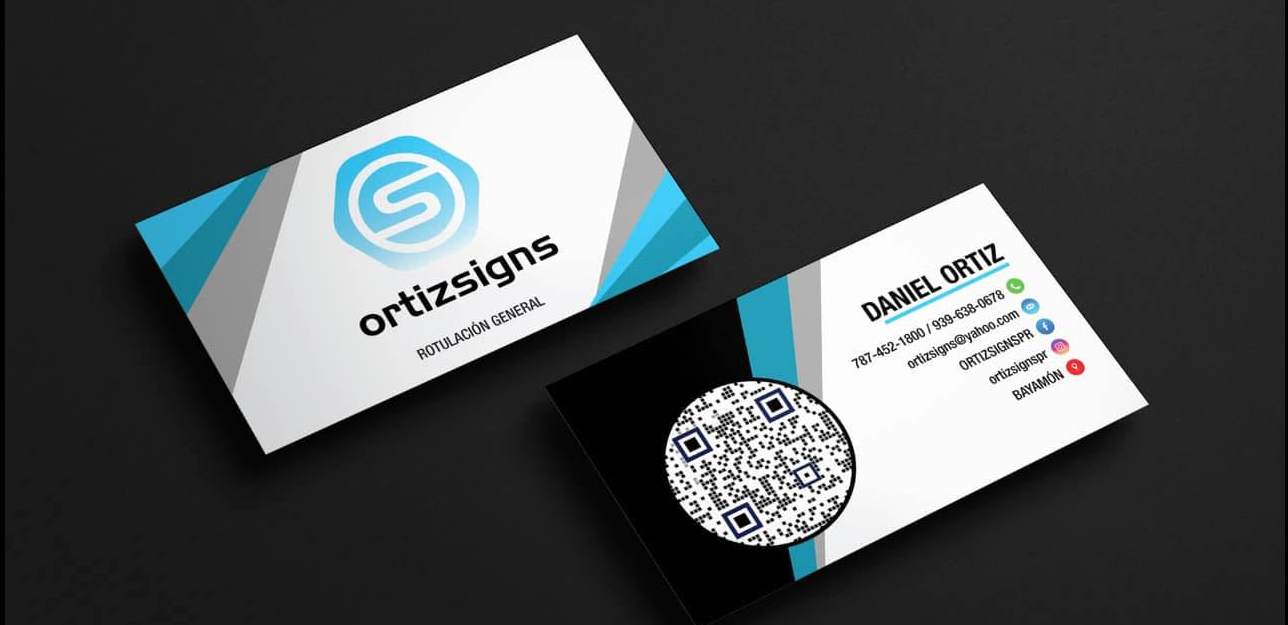 ortizsigns
ROTULACIÓN GENERAL
DANIEL ORTIZ
787-452-1800 / 939-638-0678
ortizsigns@yahoo.com
ORTIZSIGNSPR
ortizsignspr
BAYAMÓN